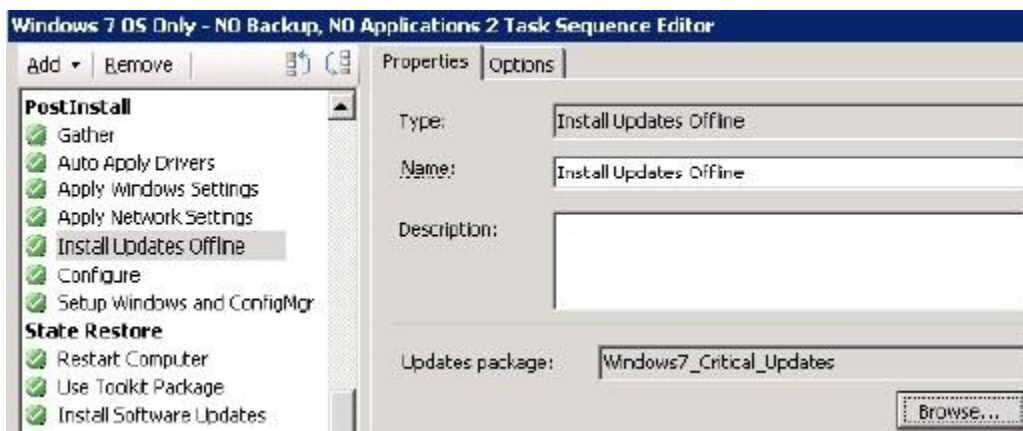 Windows 7 OS Only - NO Backup, NO Applications 2 Task Sequence Editor
Add Remove
Properties Options
PostInstall
Gather
Auto Apply Drivers
Apply Windows Settings
Apply Network Settings
Install Updates Offline
Configure
Setup Windows and ConfigMgr
State Restore
Restart Computer
Use Toolkit Package
Install Software Updates
Type: Install Updates Offline
Name: Install Updates Offline
Description:
Updates package: Windows7_Critical_Updates
Browse...